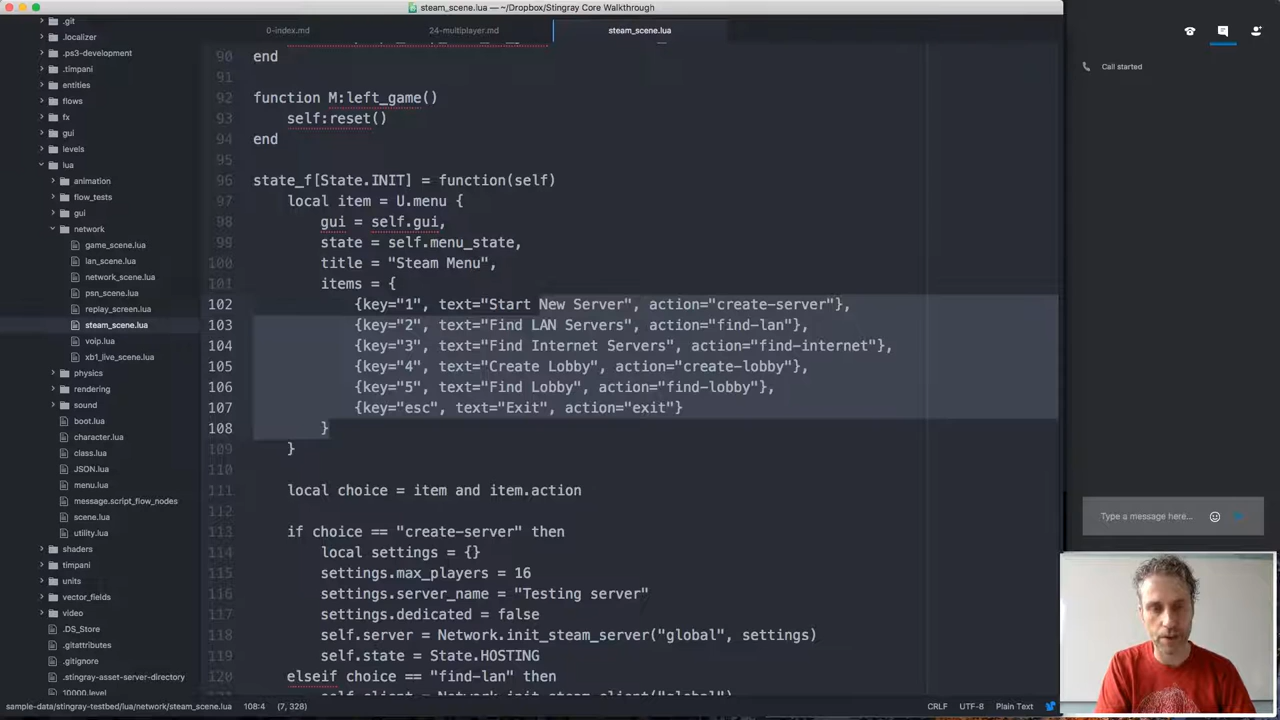 steam_scene.lua — ~/Dropbox/Stingray Core Walkthrough
0-index.md
24-multiplayer.md
steam_scene.lua
.git
.localizer
.ps3-development
.timpani
entities
flows
fx
gui
levels
lua
animation
flow_tests
gui
network
game_scene.lua
lan_scene.lua
network_scene.lua
psn_scene.lua
replay_screen.lua
steam_scene.lua
voip.lua
xb1_live_scene.lua
physics
rendering
sound
boot.lua
character.lua
class.lua
JSON.lua
menu.lua
message.script_flow_nodes
scene.lua
utility.lua
shaders
timpani
units
vector_fields
video
.DS_Store
.gitattributes
.gitignore
.stingray-asset-server-directory
10000.level
90 end
91
92 function M:left_game()
93 self:reset()
94 end
95
96 state_f[State.INIT] = function(self)
97 local item = U.menu {
98 gui = self.gui,
99 state = self.menu_state,
100 title = "Steam Menu",
101 items = {
102 {key="1", text="Start New Server", action="create-server"},
103 {key="2", text="Find LAN Servers", action="find-lan"},
104 {key="3", text="Find Internet Servers", action="find-internet"},
105 {key="4", text="Create Lobby", action="create-lobby"},
106 {key="5", text="Find Lobby", action="find-lobby"},
107 {key="esc", text="Exit", action="exit"}
108 }
109 }
110
111 local choice = item and item.action
112
113 if choice == "create-server" then
114 local settings = {}
115 settings.max_players = 16
116 settings.server_name = "Testing server"
117 settings.dedicated = false
118 self.server = Network.init_steam_server("global", settings)
119 self.state = State.HOSTING
120 elseif choice == "find-lan" then
self.client = Network.init_steam_client("global")
sample-data/stingray-testbed/lua/network/steam_scene.lua 108:4 (7, 328)
CRLF UTF-8 Plain Text
Call started
Type a message here...